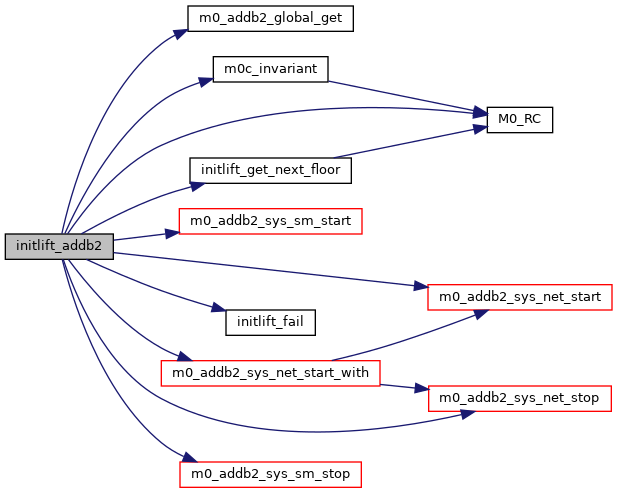 m0_addb2_global_get
m0c_invariant
M0_RC
initlift_get_next_floor
m0_addb2_sys_sm_start
initlift_addb2
m0_addb2_sys_net_start
initlift_fail
m0_addb2_sys_net_start_with
m0_addb2_sys_net_stop
m0_addb2_sys_sm_stop